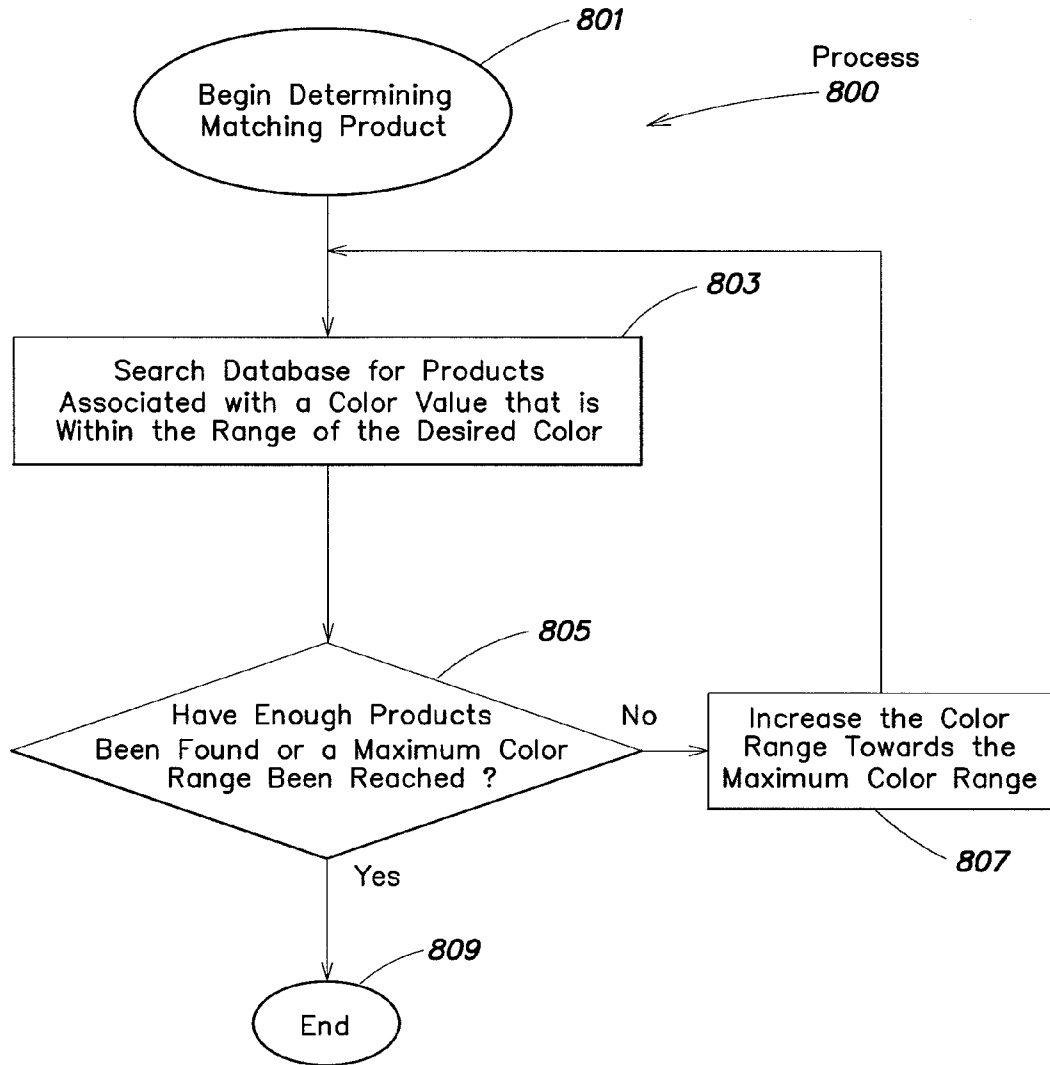 801
Process
800
Begin Determining
Matching Product
803
Search Database for Products
Associated with a Color Value that is
Within the Range of the Desired Color
805
Have Enough Products
Been Found or a Maximum Color
Range Been Reached ?
No
Increase the Color
Range Towards the
Maximum Color Range
807
Yes
809
End